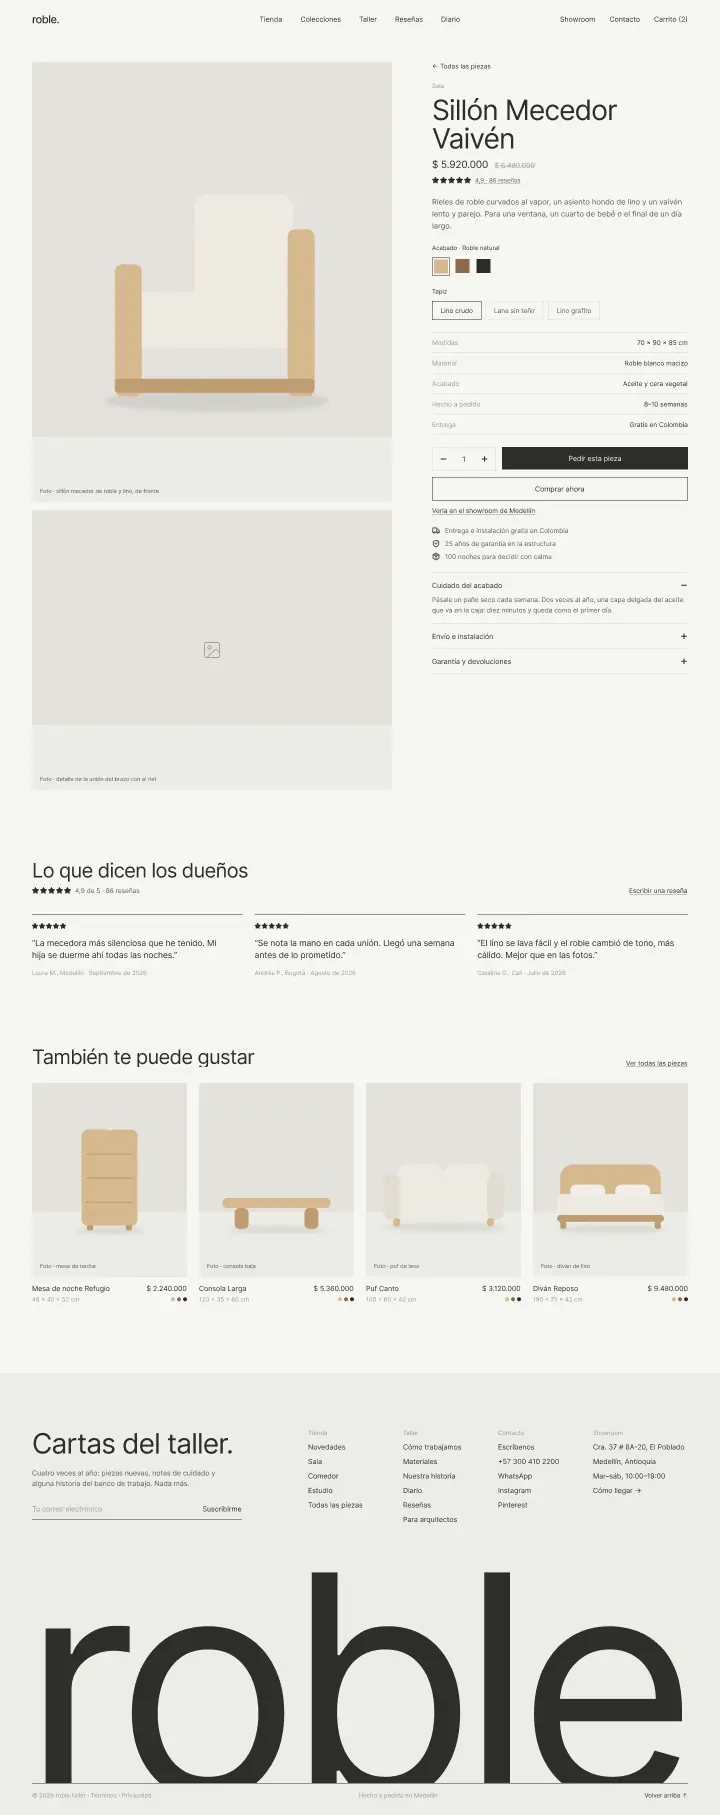 roble.
Tienda Colecciones Taller Reseñas Diario
Showroom Contacto Carrito (2)
← Todas las piezas
Sala
Sillón Mecedor
Vaivén
$ 5.920.000 $ 6.480.000
4,9 · 86 reseñas
Rieles de roble curvados al vapor, un asiento hondo de lino y un vaivén
lento y parejo. Para una ventana, un cuarto de bebé o el final de un día
largo.
Acabado · Roble natural
Tapiz
Lino crudo Lana sin teñir Lino grafito
Medidas 70 × 90 × 85 cm
Material Roble blanco macizo
Acabado Aceite y cera vegetal
Hecho a pedido 8–10 semanas
Entrega Gratis en Colombia
− 1 + Pedir esta pieza
Comprar ahora
Verla en el showroom de Medellín
Entrega e instalación gratis en Colombia
25 años de garantía en la estructura
100 noches para decidir con calma
Cuidado del acabado −
Pásale un paño seco cada semana. Dos veces al año, una capa delgada del aceite
que va en la caja: diez minutos y queda como el primer día.
Envío e instalación +
Garantía y devoluciones +
Foto · sillón mecedor de roble y lino, de frente
Foto · detalle de la unión del brazo con el riel
Lo que dicen los dueños
4,9 de 5 · 86 reseñas
Escribir una reseña
“La mecedora más silenciosa que he tenido. Mi
hija se duerme ahí todas las noches.”
Laura M., Medellín · Septiembre de 2026
“Se nota la mano en cada unión. Llegó una semana
antes de lo prometido.”
Andrés P., Bogotá · Agosto de 2026
“El lino se lava fácil y el roble cambió de tono, más
cálido. Mejor que en las fotos.”
Catalina G., Cali · Julio de 2026
También te puede gustar
Ver todas las piezas
Foto · mesa de noche
Mesa de noche Refugio $ 2.240.000
48 × 40 × 52 cm
Foto · consola baja
Consola Larga $ 5.360.000
120 × 35 × 80 cm
Foto · puf de lana
Puf Canto $ 3.120.000
100 × 60 × 42 cm
Foto · diván de lino
Diván Reposo $ 9.480.000
190 × 75 × 42 cm
Cartas del taller.
Cuatro veces al año: piezas nuevas, notas de cuidado y
alguna historia del banco de trabajo. Nada más.
Tu correo electrónico Suscribirme
Tienda
Novedades
Sala
Comedor
Estudio
Todas las piezas
Taller
Cómo trabajamos
Materiales
Nuestra historia
Diario
Reseñas
Para arquitectos
Contacto
Escríbenos
+57 300 410 2200
WhatsApp
Instagram
Pinterest
Showroom
Cra. 37 # 8A-20, El Poblado
Medellín, Antioquia
Mar–sáb, 10:00–19:00
Cómo llegar →
roble
© 2026 roble taller · Términos · Privacidad
Hecho a pedido en Medellín
Volver arriba ↑